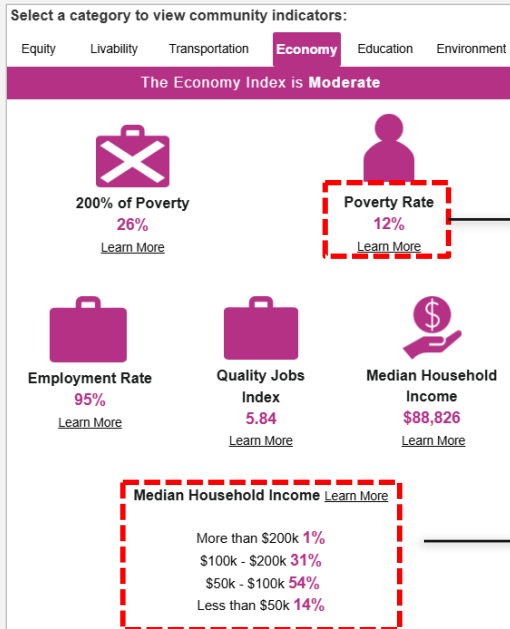 Select a category to view community indicators:
Equity Livability Transportation Economy Education Environment
The Economy Index is Moderate
200% of Poverty
26%
Learn More
Poverty Rate
12%
Learn More
Employment Rate
95%
Learn More
Quality Jobs
Index
5.84
Learn More
$
Median Household
Income
$88,826
Learn More
Median Household Income Learn More
More than $200k 1%
$100k - $200k 31%
$50k - $100k 54%
Less than $50k 14%